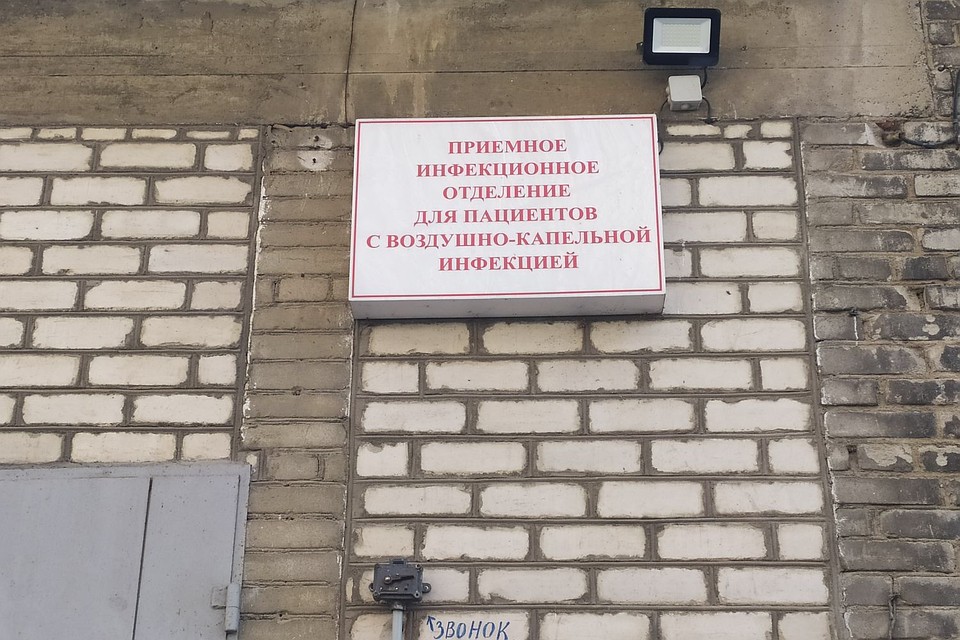 ПРИЕМНОЕ
ИНФЕКЦИОННОЕ
ОТДЕЛЕНИЕ
ДЛЯ ПАЦИЕНТОВ
С ВОЗДУШНО-КАПЕЛЬНОЙ
ИНФЕКЦИЕЙ
ЗВОНОК